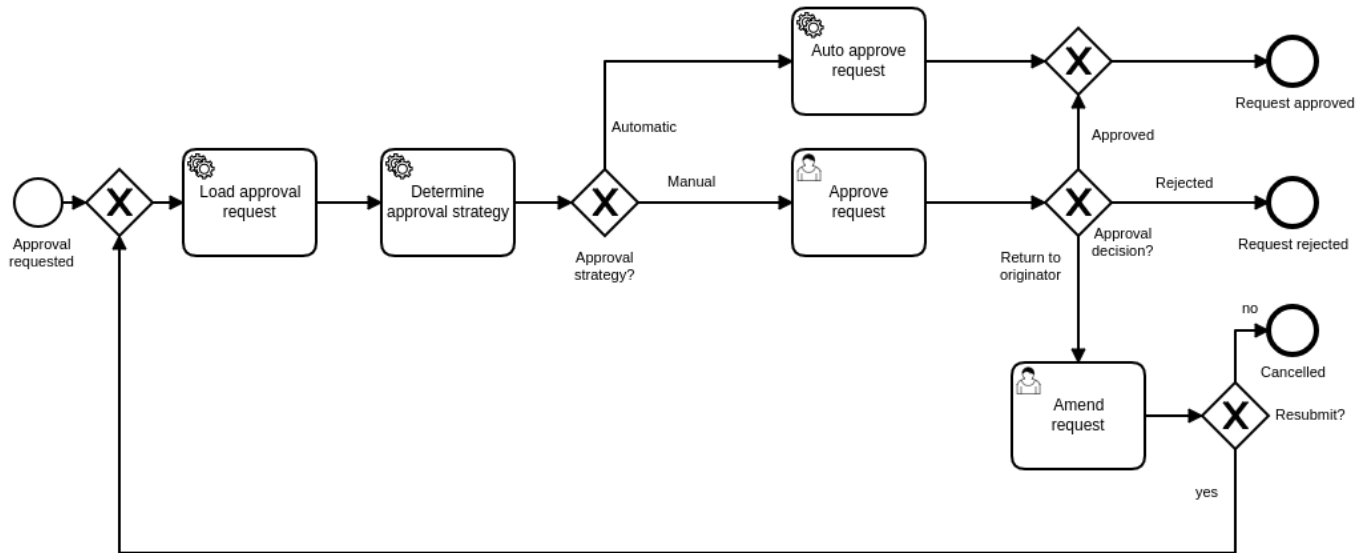 Auto approve
request
Request approved
Automatic
Approved
Approval
requested
Load approval
request
Determine
approval strategy
Approval
strategy?
Manual
Approve
request
Rejected
Approval
decision?
Request rejected
Return to
originator
no
Cancelled
Amend
request
Resubmit?
yes